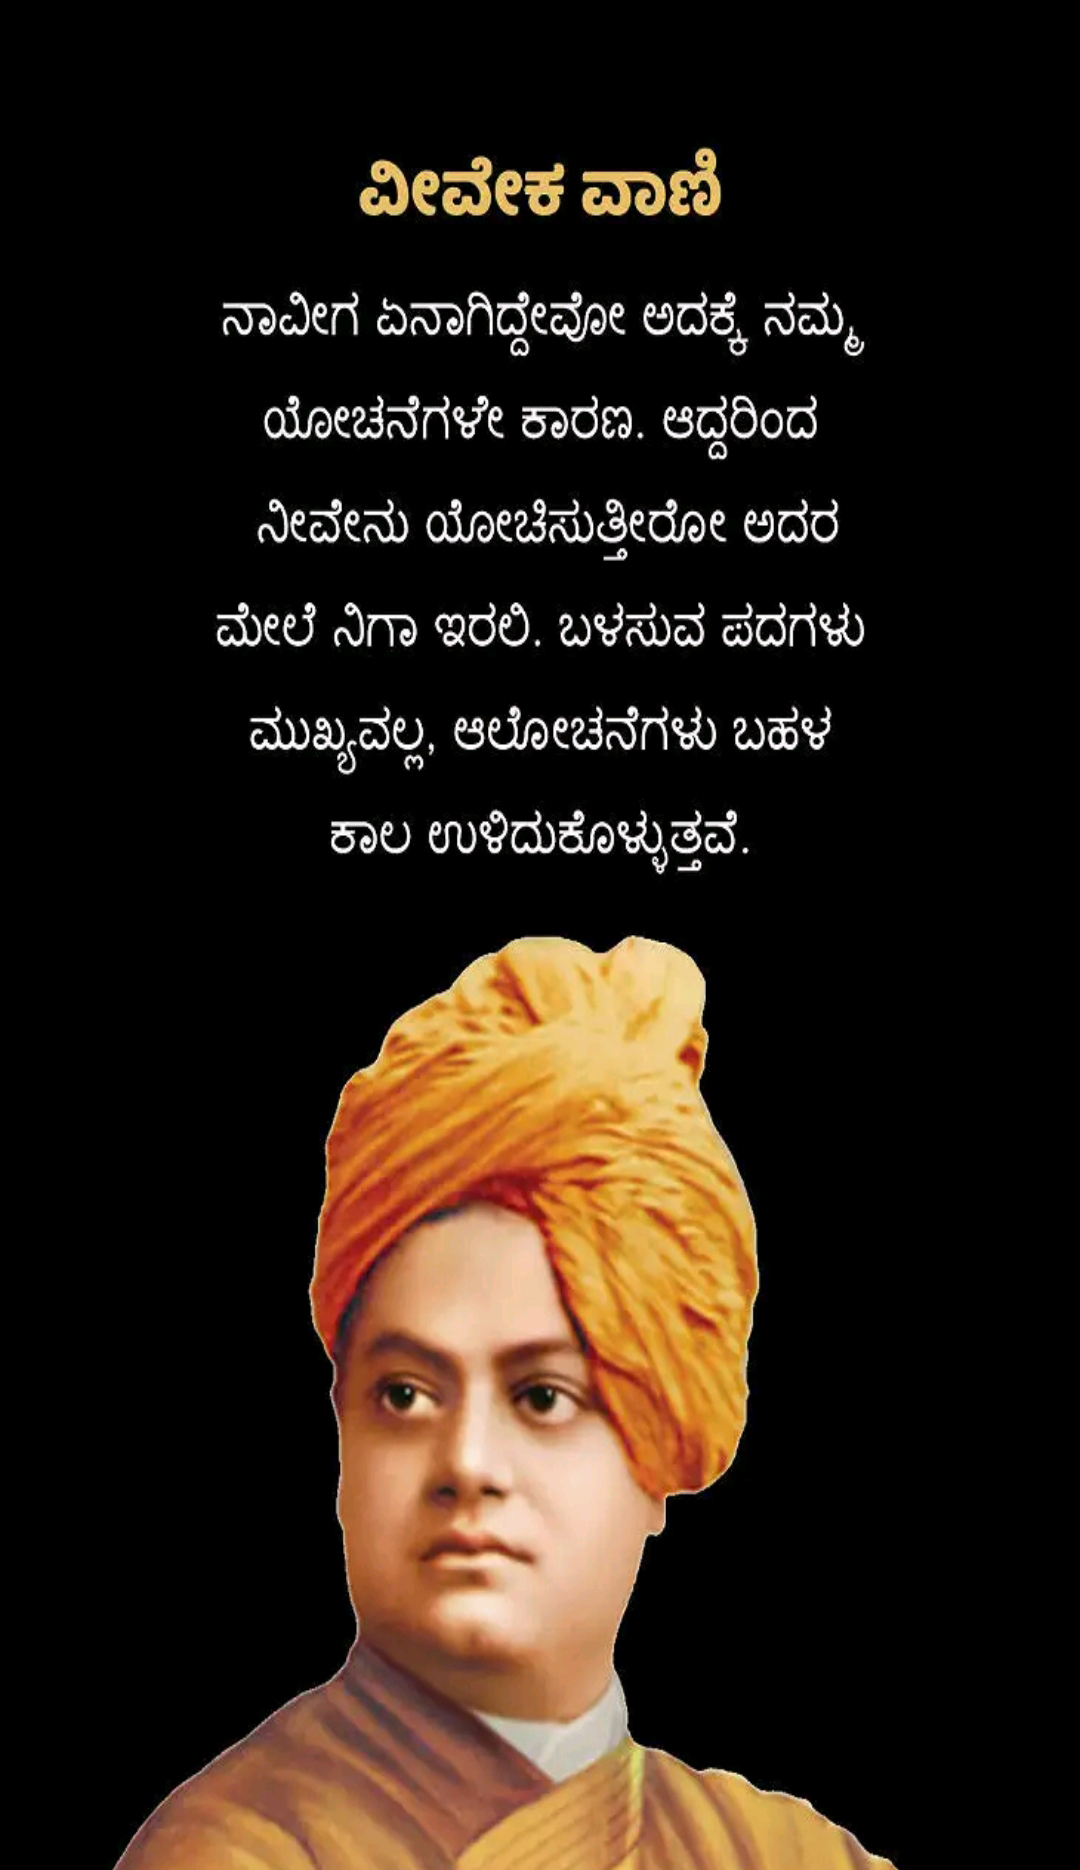 ವೀವೇಕ ವಾಣಿ
ನಾವೀಗ ಏನಾಗಿದ್ದೇವೋ ಅದಕ್ಕೆ ನಮ್ಮ
ಯೋಚನೆಗಳೇ ಕಾರಣ. ಆದ್ದರಿಂದ
ನೀವೇನು ಯೋಚಿಸುತ್ತೀರೋ ಅದರ
ಮೇಲೆ ನಿಗಾ ಇರಲಿ. ಬಳಸುವ ಪದಗಳು
ಮುಖ್ಯವಲ್ಲ, ಆಲೋಚನೆಗಳು ಬಹಳ
ಕಾಲ ಉಳಿದುಕೊಳ್ಳುತ್ತವೆ.